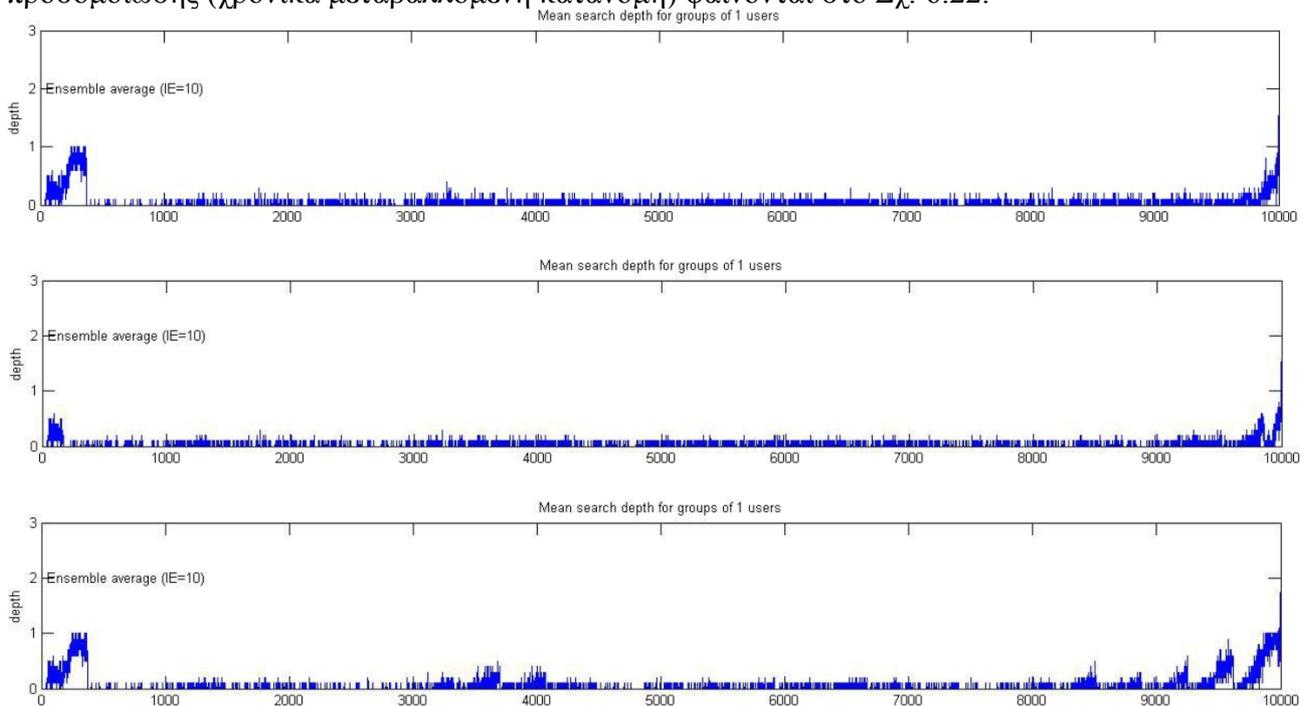 προσομοίωσης (χρονικά μεταβαλλόμενη κατανομή) φαίνονται στο Σχ. 6.22.
Mean search depth for groups of 1 users
3
2
1
0
depth
Ensemble average (IE=10)
0 1000 2000 3000 4000 5000 6000 7000 8000 9000 10000
Mean search depth for groups of 1 users
3
2
1
0
depth
Ensemble average (IE=10)
0 1000 2000 3000 4000 5000 6000 7000 8000 9000 10000
Mean search depth for groups of 1 users
3
2
1
0
depth
Ensemble average (IE=10)
0 1000 2000 3000 4000 5000 6000 7000 8000 9000 10000